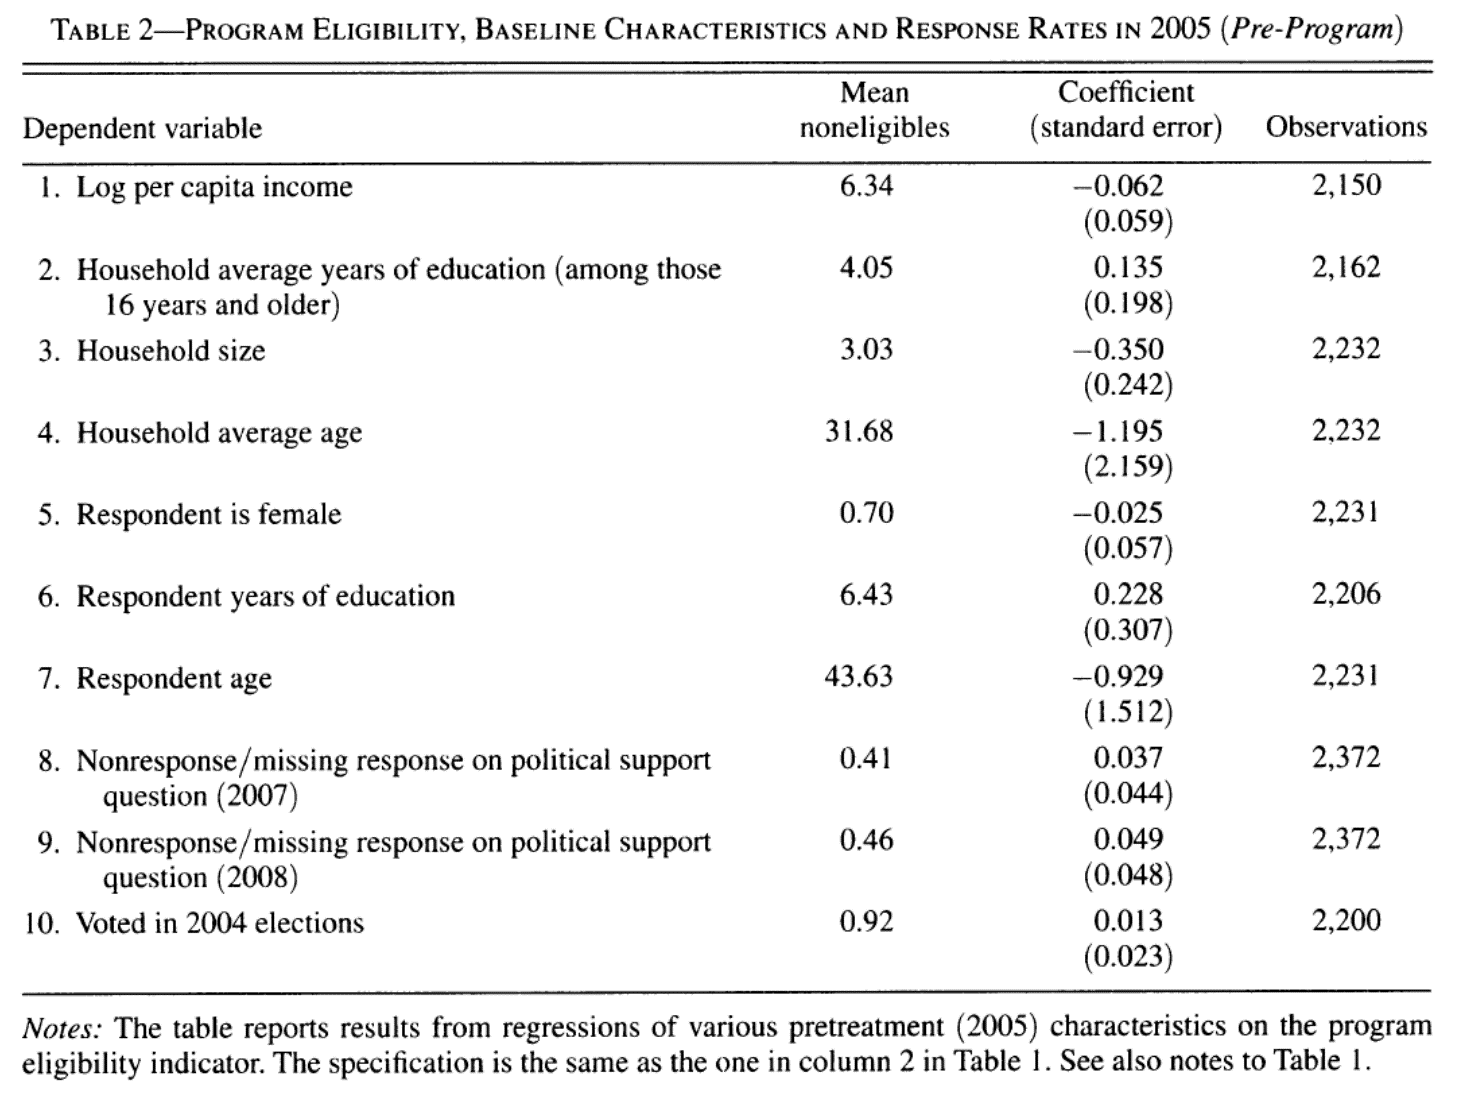 TABLE 2—PROGRAM ELIGIBILITY, BASELINE CHARACTERISTICS AND RESPONSE RATES IN 2005 (Pre-Program)
Dependent variable Mean noneligibles Coefficient (standard error) Observations
1. Log per capita income 6.34 −0.062 2,150
(0.059)
2. Household average years of education (among those 4.05 0.135 2,162
16 years and older) (0.198)
3. Household size 3.03 −0.350 2,232
(0.242)
4. Household average age 31.68 −1.195 2,232
(2.159)
5. Respondent is female 0.70 −0.025 2,231
(0.057)
6. Respondent years of education 6.43 0.228 2,206
(0.307)
7. Respondent age 43.63 −0.929 2,231
(1.512)
8. Nonresponse/missing response on political support 0.41 0.037 2,372
question (2007) (0.044)
9. Nonresponse/missing response on political support 0.46 0.049 2,372
question (2008) (0.048)
10. Voted in 2004 elections 0.92 0.013 2,200
(0.023)
Notes: The table reports results from regressions of various pretreatment (2005) characteristics on the program
eligibility indicator. The specification is the same as the one in column 2 in Table 1. See also notes to Table 1.